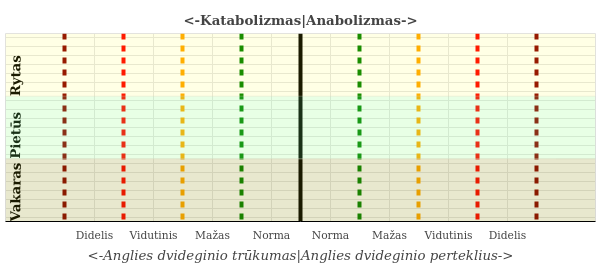 <-Katabolizmas|Anabolizmas->
Rytas
Pietūs
Vakaras
Didelis Vidutinis Mažas Norma Norma Mažas Vidutinis Didelis
<-Anglies dvideginio trūkumas|Anglies dvideginio perteklius->